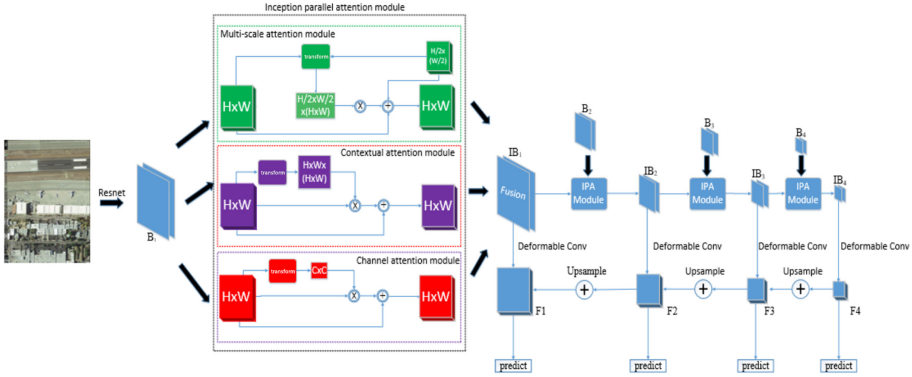 Inception parallel attention module
Multi-scale attention module
transform
H/2x
(W/2)
HxW
H/2xW/2
x(HxW)
X
+
HxW
Contextual attention module
transform
HxWx
(HxW)
HxW
X
+
HxW
Channel attention module
transform
CxC
HxW
X
+
HxW
Resnet
B1
IB1
Fusion
B2
IPA
Module
IB2
B3
IPA
Module
IB3
B4
IPA
Module
IB4
Deformable Conv
Deformable Conv
Deformable Conv
Deformable Conv
Upsample
Upsample
Upsample
+
+
+
F1
F2
F3
F4
predict
predict
predict
predict